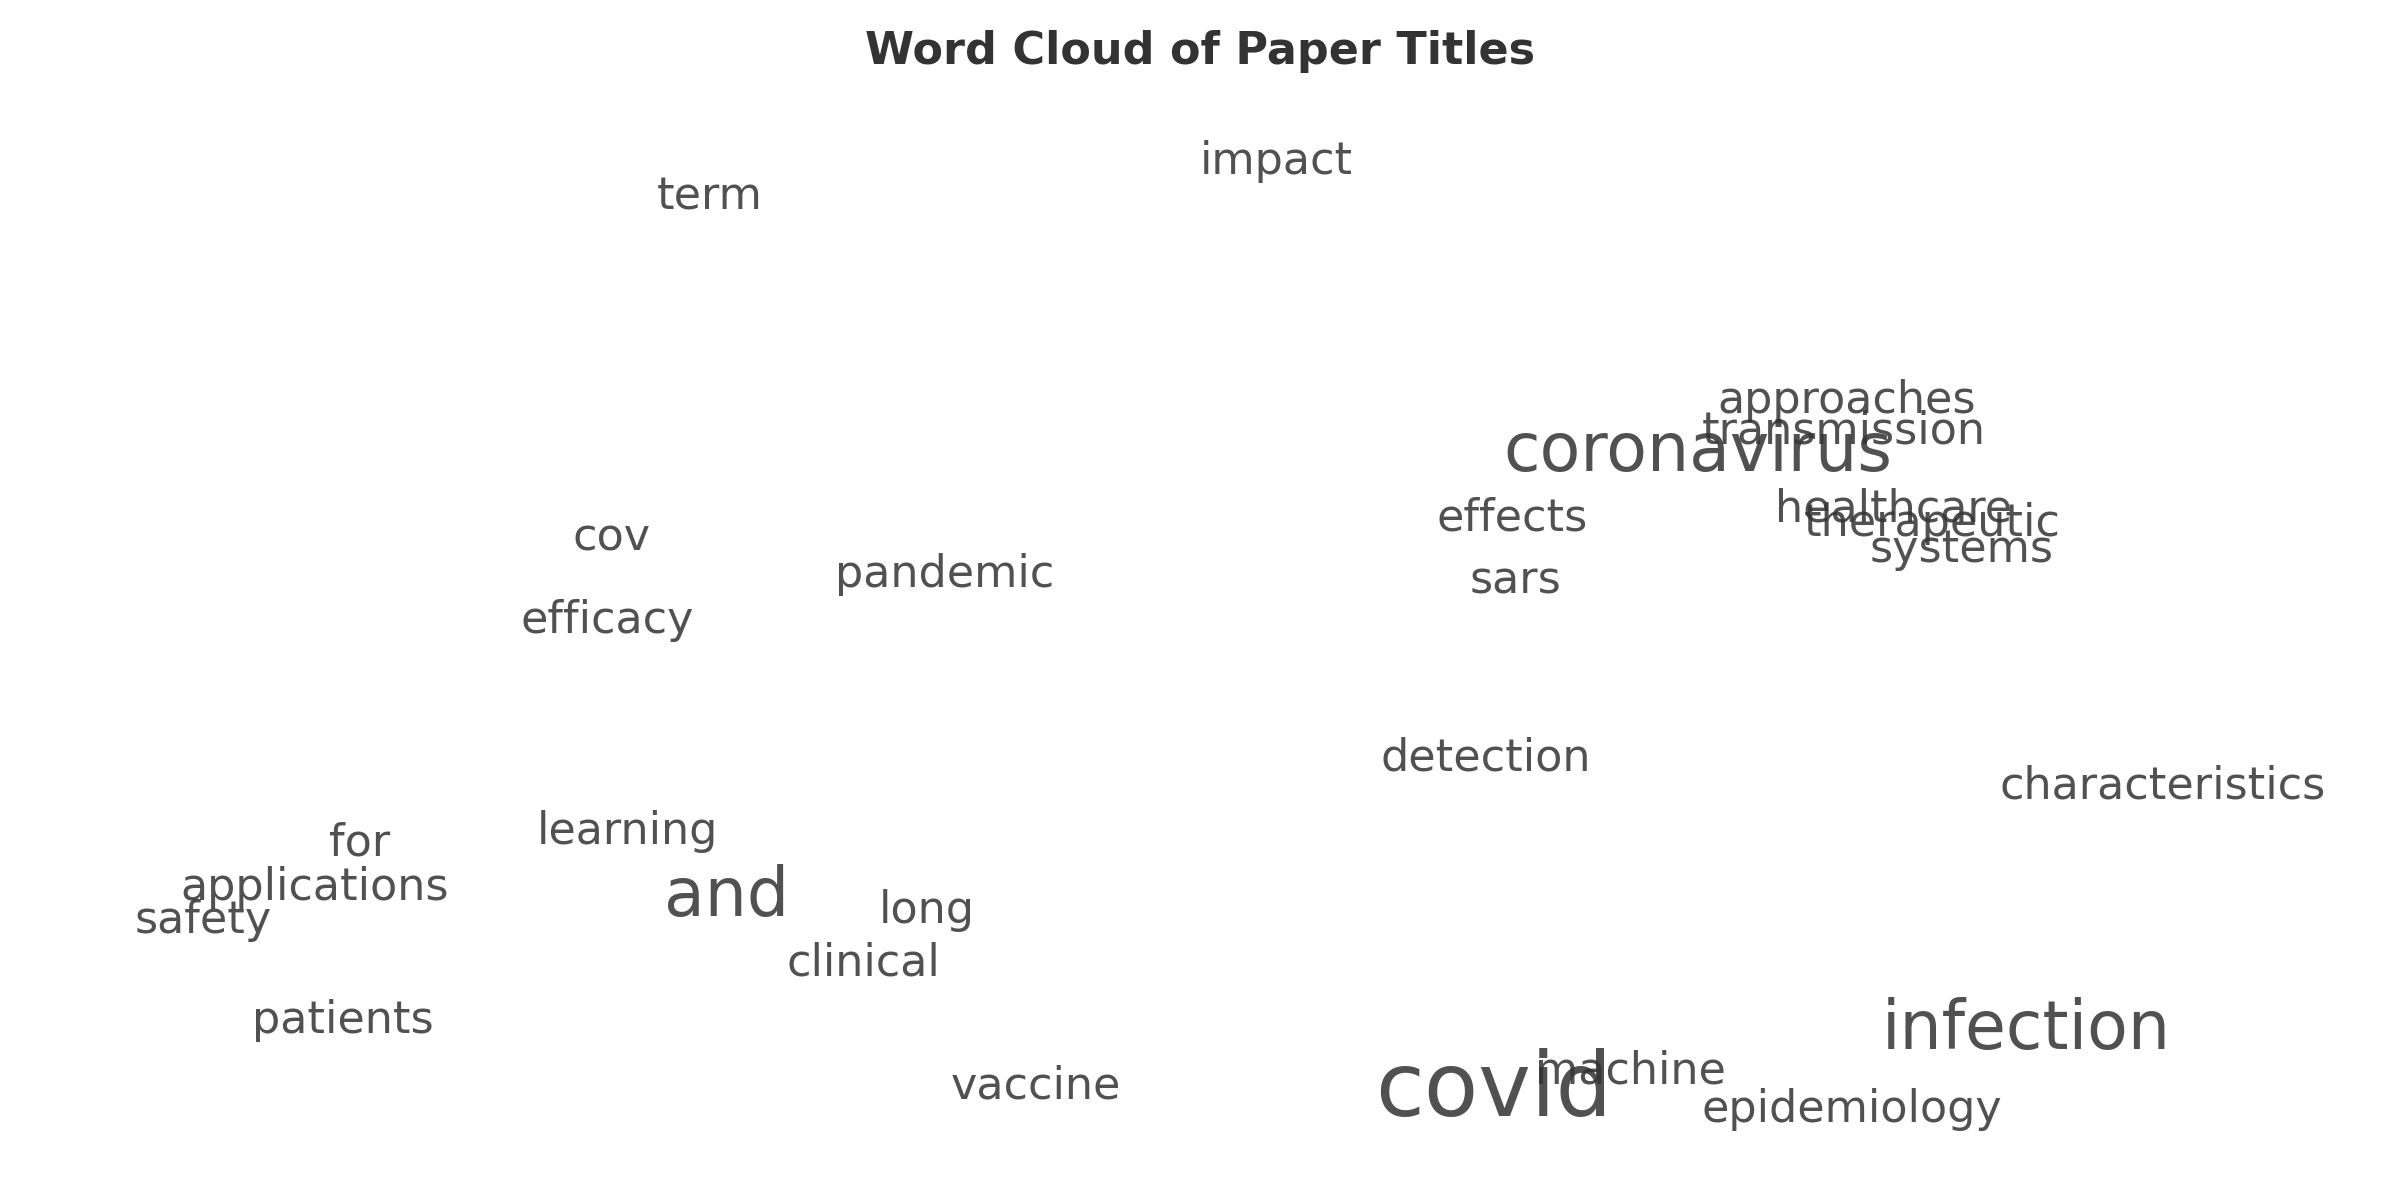 Word Cloud of Paper Titles
impact
term
approaches
transmission
coronavirus
healthcare
effects
therapeutic
cov
systems
pandemic
sars
efficacy
detection
characteristics
learning
for
applications
and
long
safety
clinical
patients
infection
machine
vaccine
covid
epidemiology